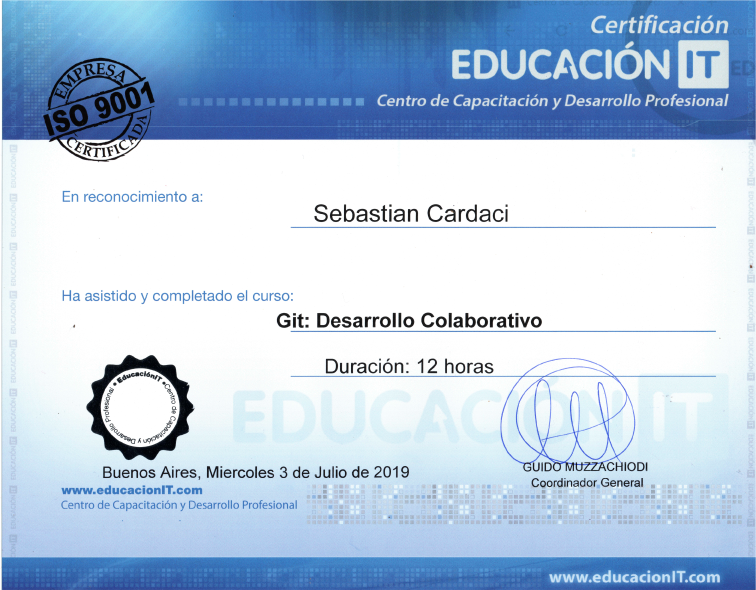 Certificación
EDUCACIÓN IT
Centro de Capacitación y Desarrollo Profesional
EMPRESA
ISO 9001
CERTIFICADA
En reconocimiento a:
Sebastian Cardaci
Ha asistido y completado el curso:
Git: Desarrollo Colaborativo
Duración: 12 horas
EducaciónIT
Centro de Capacitación y Desarrollo Profesional
EDUCACIÓN IT
Buenos Aires, Miercoles 3 de Julio de 2019
GUIDO MUZZACHIODI
Coordinador General
www.educacionIT.com
Centro de Capacitación y Desarrollo Profesional
www.educacionIT.com